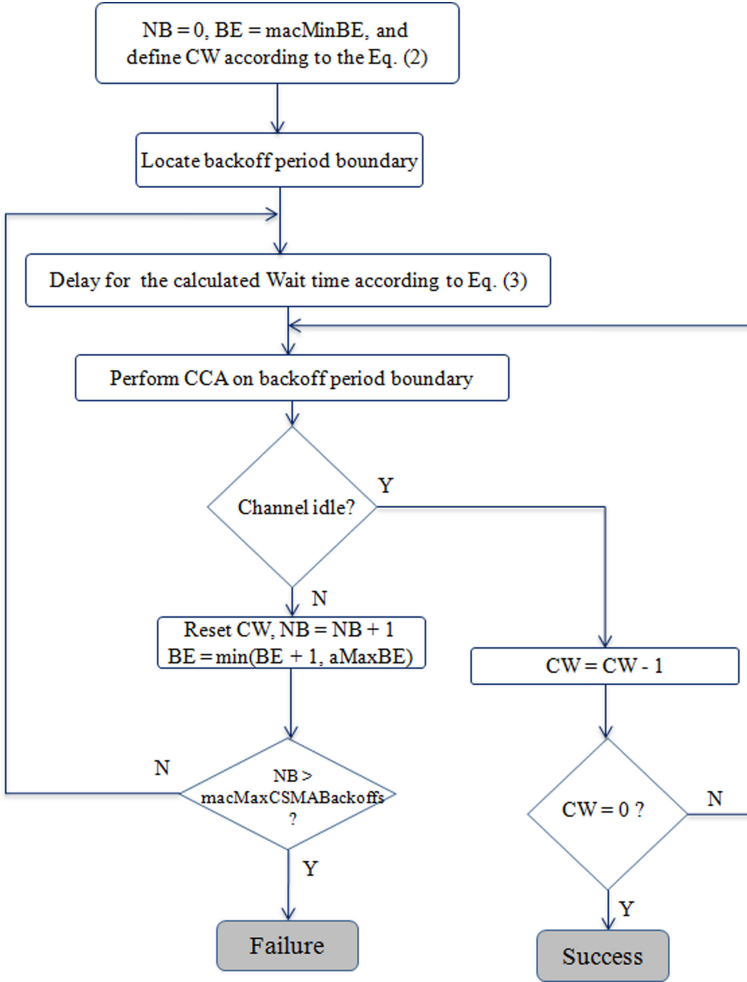 NB = 0, BE = macMinBE, and
define CW according to the Eq. (2)
Locate backoff period boundary
Delay for the calculated Wait time according to Eq. (3)
Perform CCA on backoff period boundary
Channel idle?
Y
N
Reset CW, NB = NB + 1
BE = min(BE + 1, aMaxBE)
CW = CW - 1
N
NB >
macMaxCSMABackoffs
?
CW = 0 ?
N
Y
Y
Failure
Success